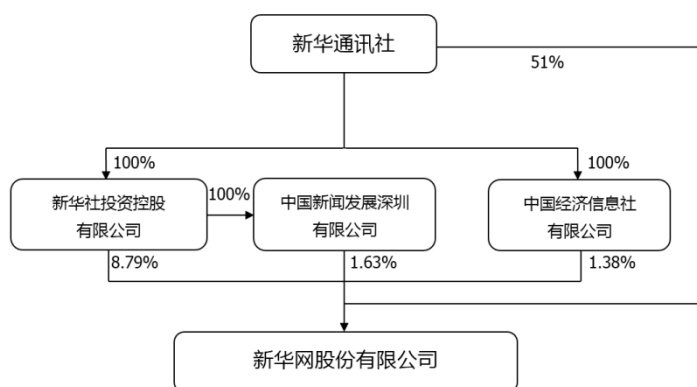 新华通讯社
51%
100%
100%
新华社投资控股
有限公司
100%
中国新闻发展深圳
有限公司
中国经济信息社
有限公司
8.79%
1.63%
1.38%
新华网股份有限公司